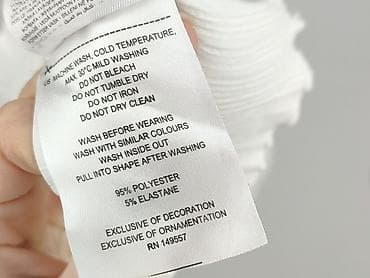 US MACHINE WASH, COLD TEMPERATURE,
MAX. 30°C MILD WASHING
DO NOT BLEACH
DO NOT TUMBLE DRY
DO NOT IRON
DO NOT DRY CLEAN
WASH BEFORE WEARING
WASH WITH SIMILAR COLOURS
WASH INSIDE OUT
PULL INTO SHAPE AFTER WASHING
95% POLYESTER
5% ELASTANE
EXCLUSIVE OF DECORATION
EXCLUSIVE OF ORNAMENTATION
RN 149557